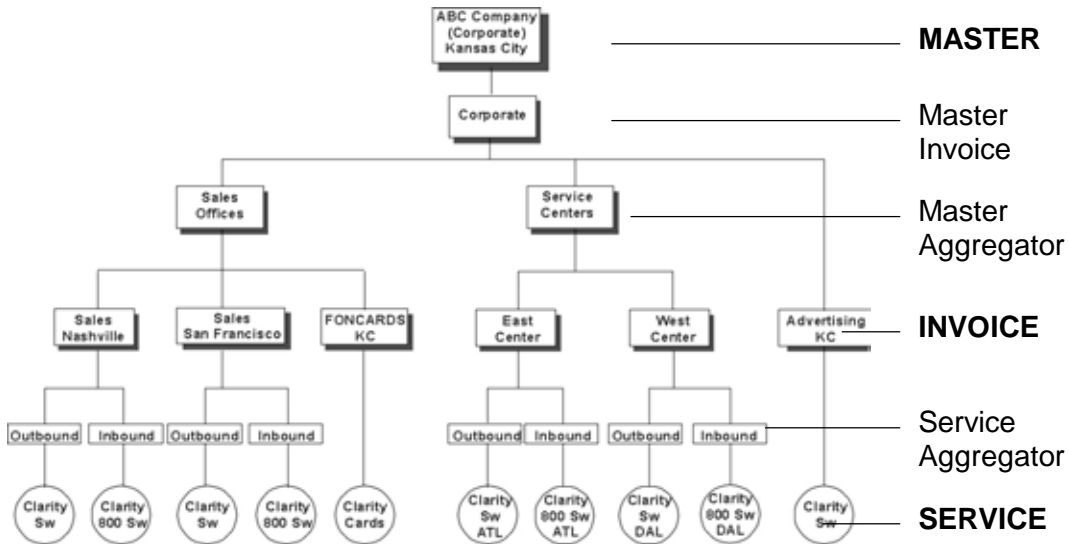 ABC Company
(Corporate)
Kansas City
MASTER
Corporate
Master
Invoice
Sales
Offices
Service
Centers
Master
Aggregator
Sales
Nashville
Sales
San Francisco
FONCARDS
KC
East
Center
West
Center
Advertising
KC
INVOICE
Outbound
Inbound
Outbound
Inbound
Outbound
Inbound
Outbound
Inbound
Service
Aggregator
Clarity
Sw
Clarity
800 Sw
Clarity
Sw
Clarity
800 Sw
Clarity
Cards
Clarity
Sw
ATL
Clarity
800 Sw
ATL
Clarity
Sw
DAL
Clarity
800 Sw
DAL
Clarity
Sw
SERVICE